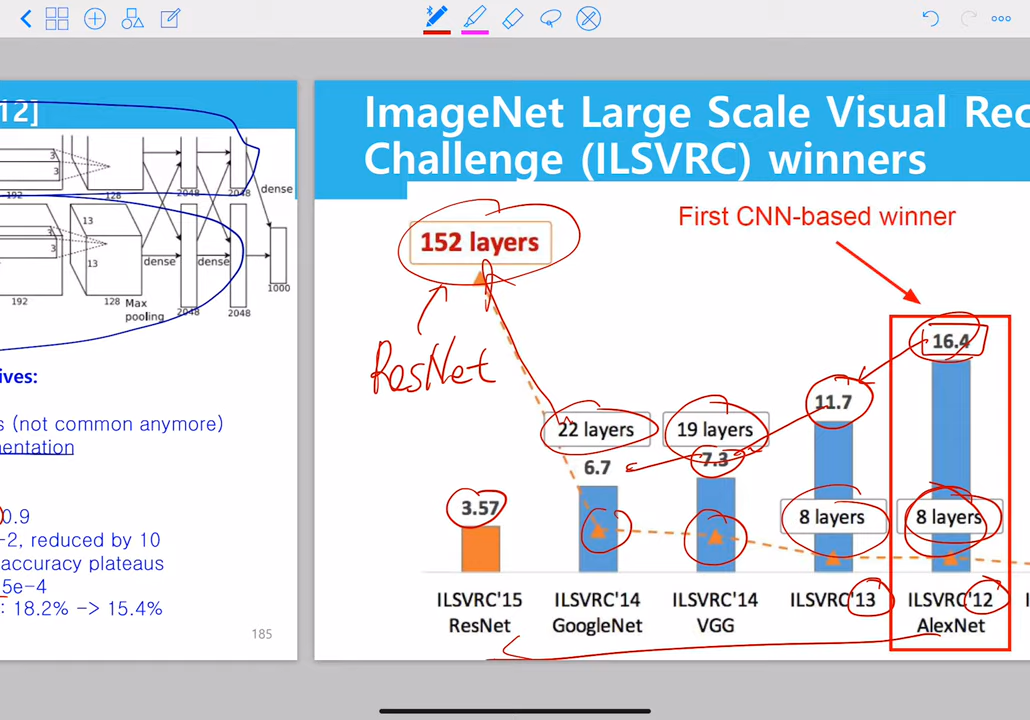 12]
3
3
192
128
2048
2048
dense
13
3
3
13
dense
dense
192
128
Max
pooling
2048
2048
1000
ives:
s (not common anymore)
nentation
0.9
-2, reduced by 10
accuracy plateaus
5e-4
: 18.2% -> 15.4%
185
ImageNet Large Scale Visual Rec
Challenge (ILSVRC) winners
First CNN-based winner
152 layers
ResNet
16.4
11.7
22 layers
19 layers
6.7
7.3
3.57
8 layers
8 layers
ILSVRC'15
ResNet
ILSVRC'14
GoogleNet
ILSVRC'14
VGG
ILSVRC'13
ILSVRC'12
AlexNet